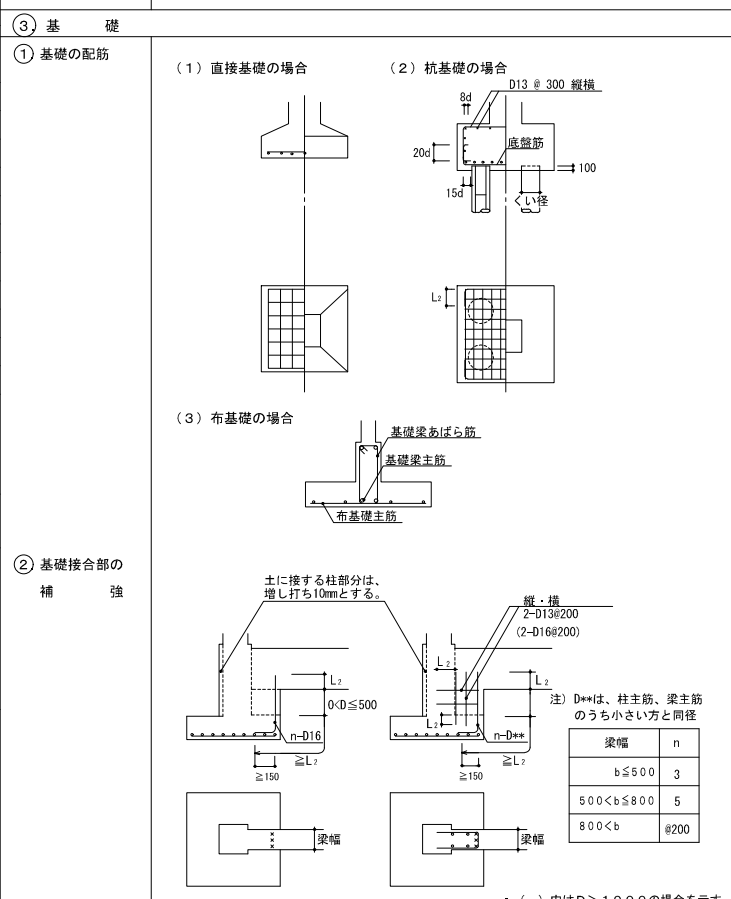 ③. 基　礎
① 基礎の配筋
（１）直接基礎の場合
（２）杭基礎の場合
D13 @ 300 縦横
8d
20d
底盤筋
100
15d
くい径
L2
（３）布基礎の場合
基礎梁あばら筋
基礎梁主筋
布基礎主筋
② 基礎接合部の
補　強
土に接する柱部分は、
増し打ち10mmとする。
縦・横
2-D13@200
(2-D16@200)
L2
L2
L2
0<D≦500
L2
n-D16
n-D**
≧L2
≧L2
≧150
≧150
梁幅
梁幅
注) D**は、柱主筋、梁主筋
のうち小さい方と同径
梁幅 n
b≦500 3
500<b≦800 5
800<b @200